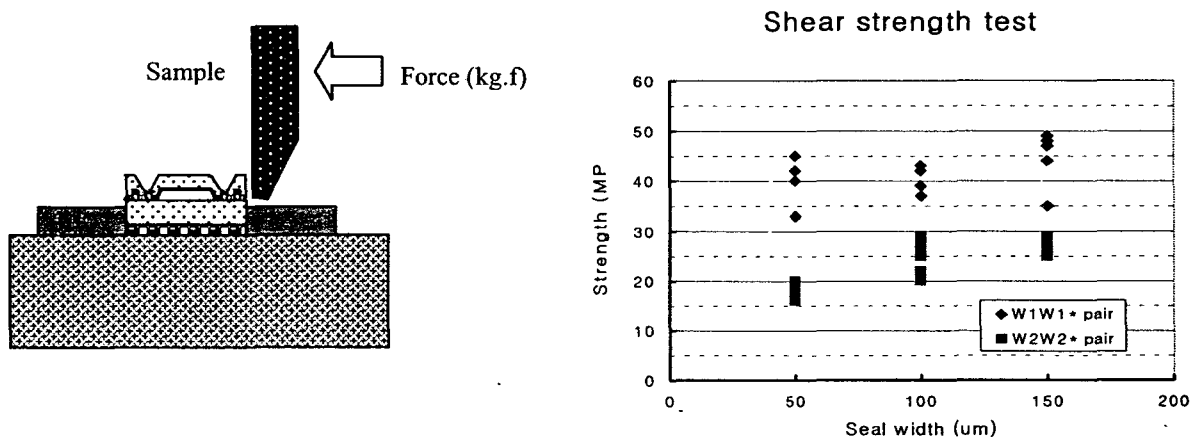 Sample
Force (kg.f)
Shear strength test
Strength (MP
60
50
40
30
20
10
0
0 50 100 150 200
Seal width (um)
W1W1* pair
W2W2* pair